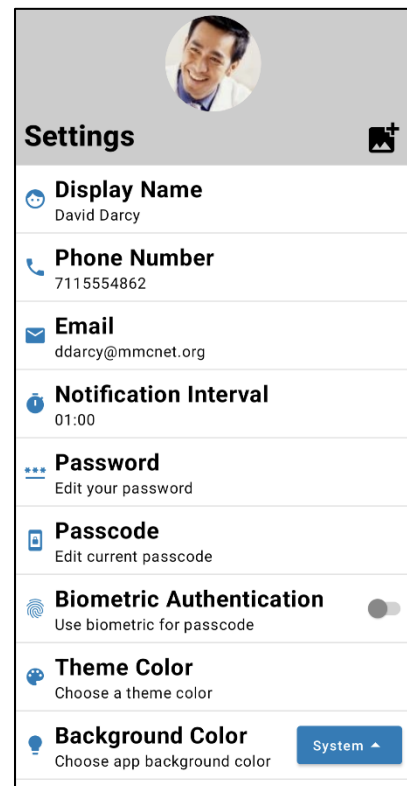 Settings
Display Name
David Darcy
Phone Number
7115554862
Email
ddarcy@mmcnet.org
Notification Interval
01:00
Password
Edit your password
Passcode
Edit current passcode
Biometric Authentication
Use biometric for passcode
Theme Color
Choose a theme color
Background Color
Choose app background color
System